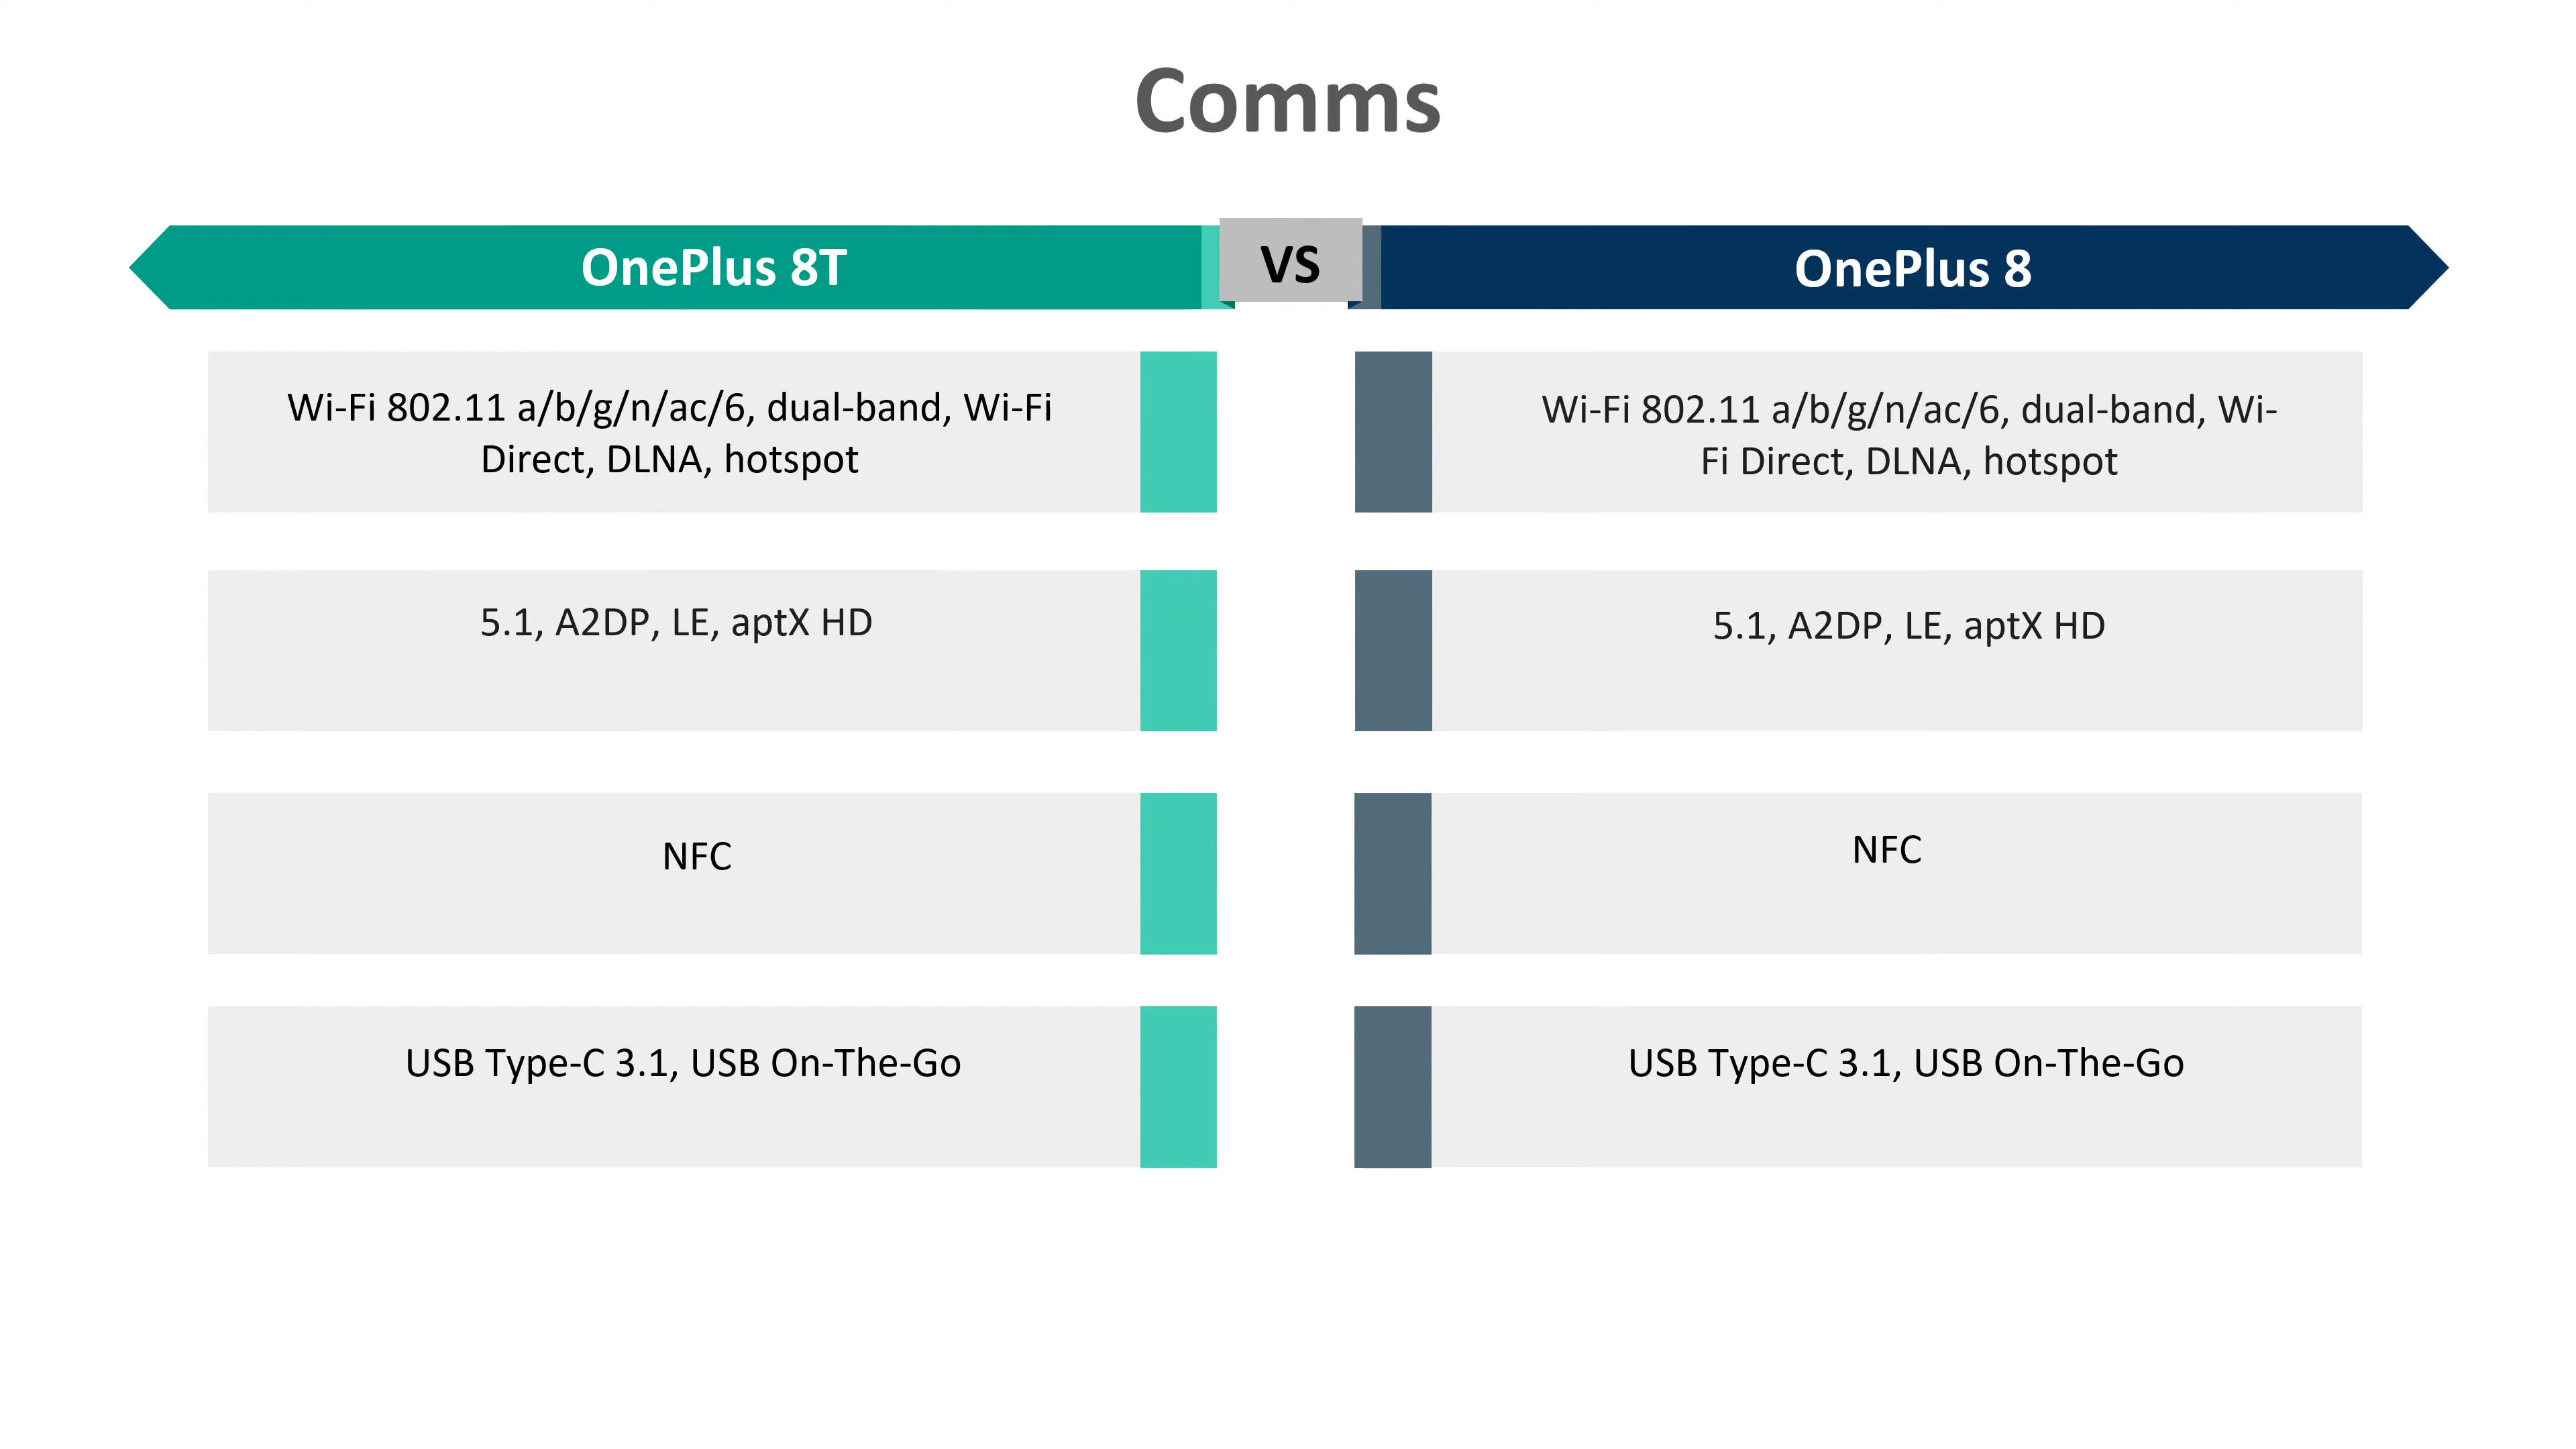 Comms
OnePlus 8T
VS
OnePlus 8
Wi-Fi 802.11 a/b/g/n/ac/6, dual-band, Wi-Fi
Direct, DLNA, hotspot
Wi-Fi 802.11 a/b/g/n/ac/6, dual-band, Wi-
Fi Direct, DLNA, hotspot
5.1, A2DP, LE, aptX HD
5.1, A2DP, LE, aptX HD
NFC
NFC
USB Type-C 3.1, USB On-The-Go
USB Type-C 3.1, USB On-The-Go